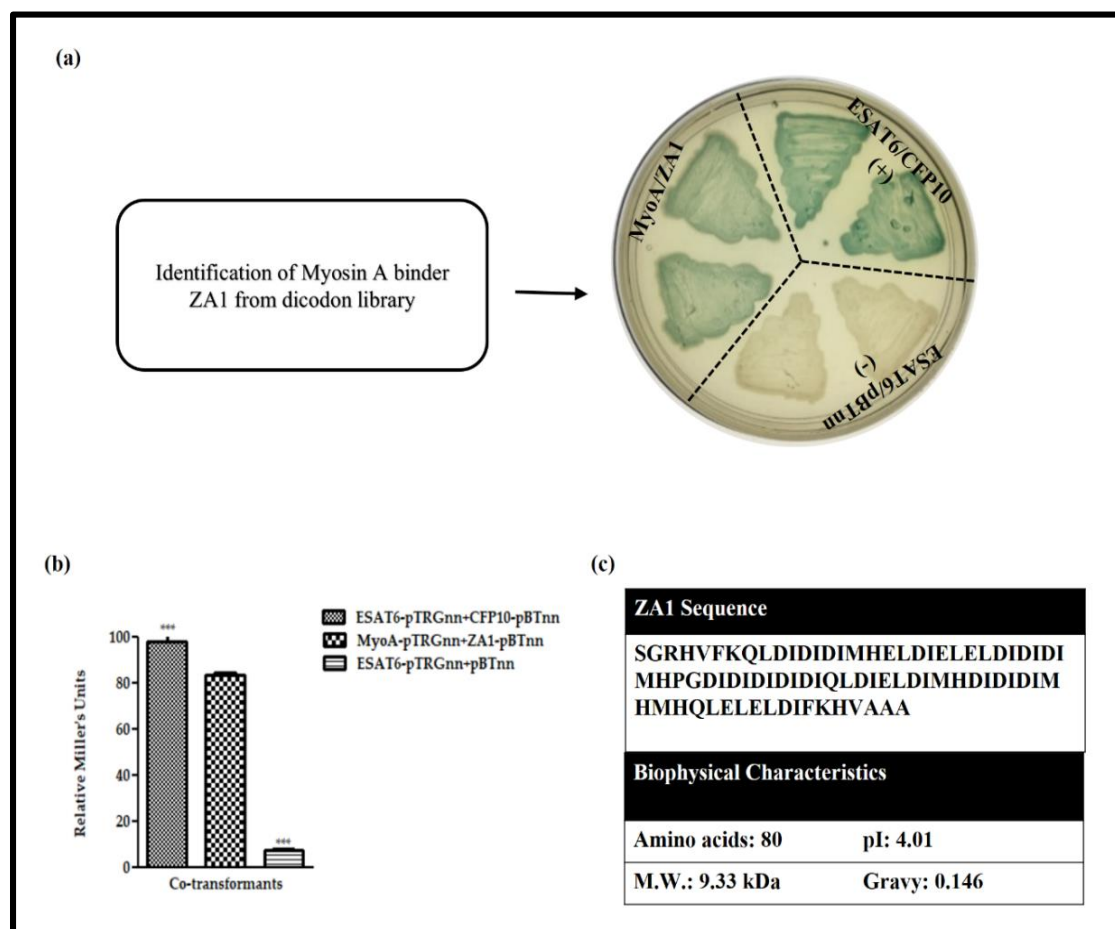 (a)
Identification of Myosin A binder
ZA1 from dicodon library
MyoA/ZA1
ESAT6/CFP10
(+)
(-)
ESAT6/pBTnn
(b)
Relative Miller's Units
100
80
60
40
20
0
***
***
Co-transformants
ESAT6-pTRGnn+CFP10-pBTnn
MyoA-pTRGnn+ZA1-pBTnn
ESAT6-pTRGnn+pBTnn
(c)
ZA1 Sequence
SGRHVFKQLDIDIDIMHELDIELELDIDIDI
MHPGDIDIDIDIDIQLDIELDIMHDIDIDIM
HMHQLELELDIFKHVAAA
Biophysical Characteristics
Amino acids: 80 pI: 4.01
M.W.: 9.33 kDa Gravy: 0.146